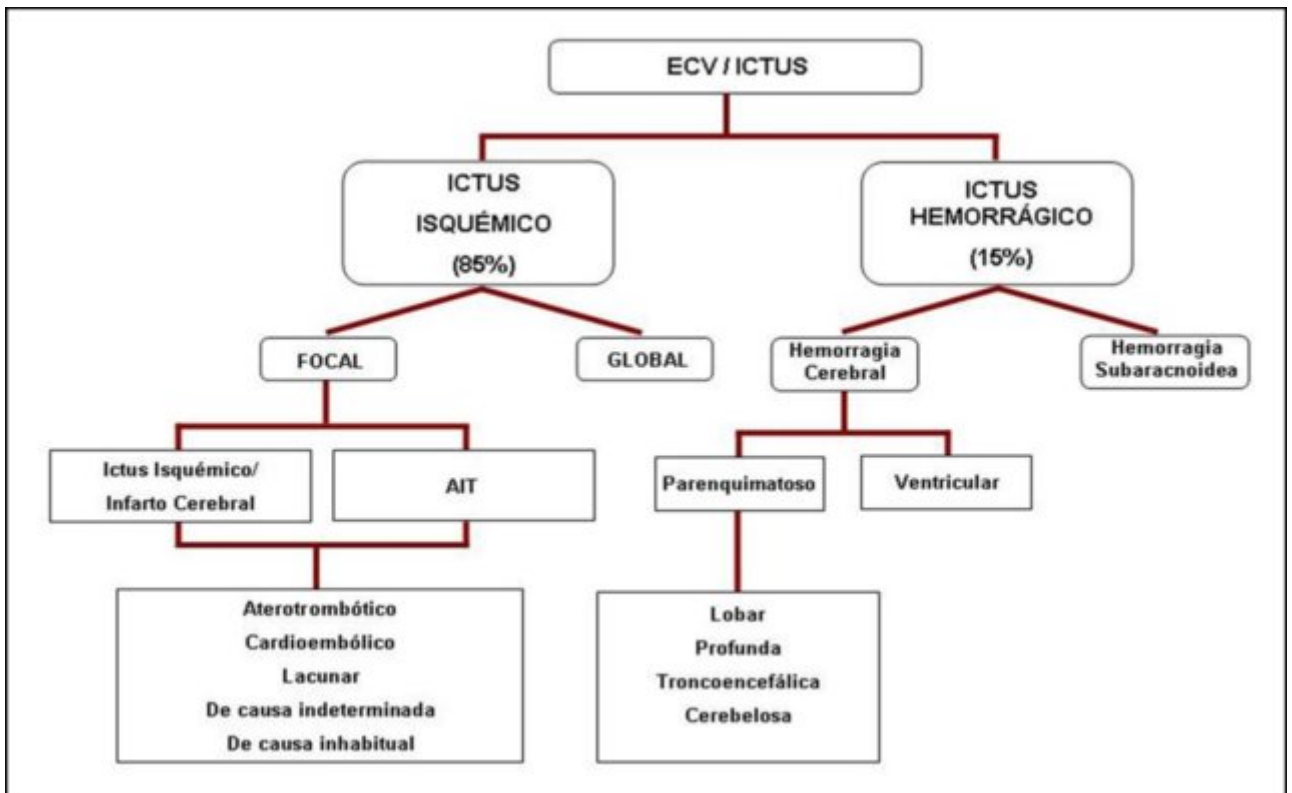 ECV / ICTUS
ICTUS
ISQUÉMICO
(85%)
ICTUS
HEMORRÁGICO
(15%)
FOCAL
GLOBAL
Hemorragia
Cerebral
Hemorragia
Subaracnoidea
Ictus Isquémico/
Infarto Cerebral
AIT
Parenquimatoso
Ventricular
Aterotrombótico
Cardioembólico
Lacunar
De causa indeterminada
De causa inhabitual
Lobar
Profunda
Troncoencefálica
Cerebelosa